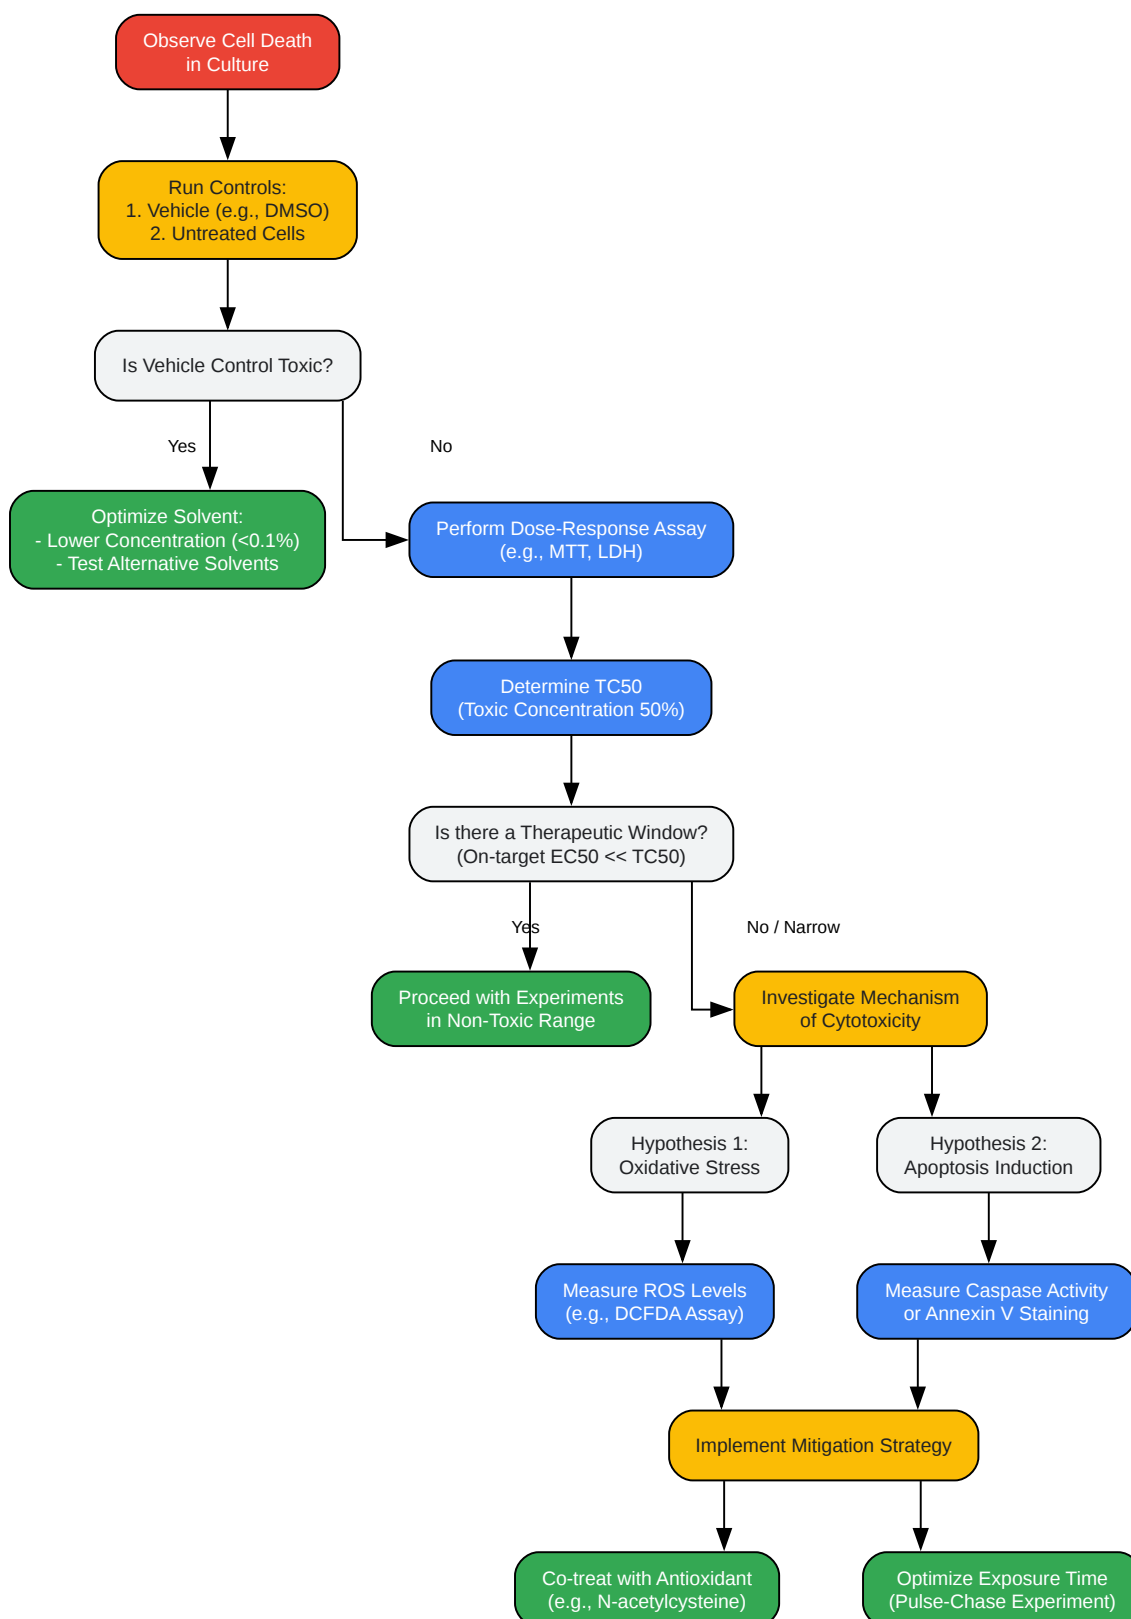 Observe Cell Death
in Culture
Run Controls:
1. Vehicle (e.g., DMSO)
2. Untreated Cells
Is Vehicle Control Toxic?
Yes
No
Optimize Solvent:
- Lower Concentration (<0.1%)
- Test Alternative Solvents
Perform Dose-Response Assay
(e.g., MTT, LDH)
Determine TC50
(Toxic Concentration 50%)
Is there a Therapeutic Window?
(On-target EC50 << TC50)
Yes
No / Narrow
Proceed with Experiments
in Non-Toxic Range
Investigate Mechanism
of Cytotoxicity
Hypothesis 1:
Oxidative Stress
Hypothesis 2:
Apoptosis Induction
Measure ROS Levels
(e.g., DCFDA Assay)
Measure Caspase Activity
or Annexin V Staining
Implement Mitigation Strategy
Co-treat with Antioxidant
(e.g., N-acetylcysteine)
Optimize Exposure Time
(Pulse-Chase Experiment)